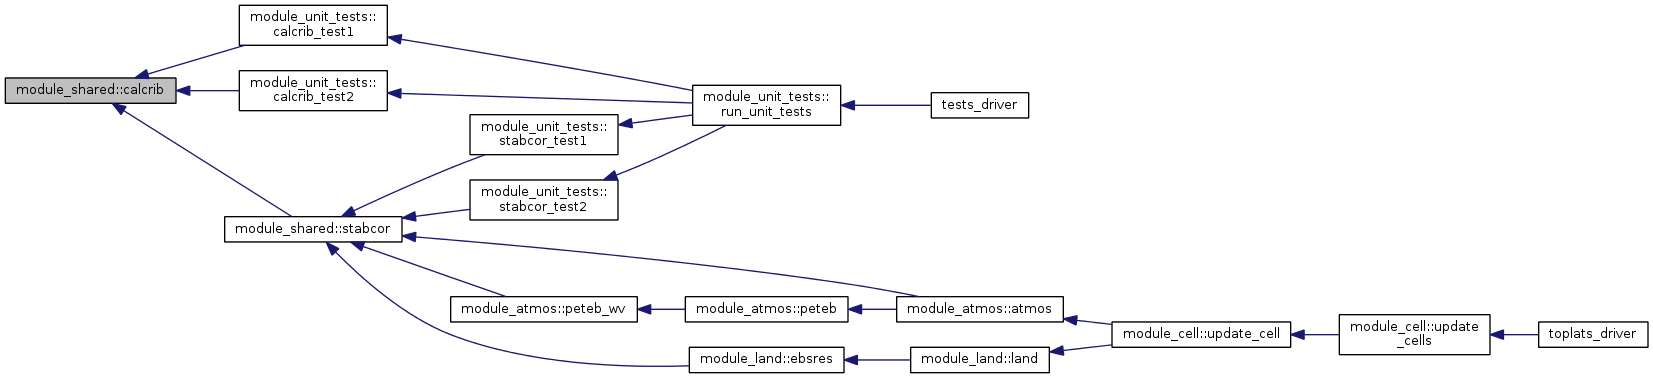 module_unit_tests::
calcrib_test1
module_shared::calcrib
module_unit_tests::
calcrib_test2
module_unit_tests::
run_unit_tests
tests_driver
module_unit_tests::
stabcor_test1
module_unit_tests::
stabcor_test2
module_shared::stabcor
module_atmos::peteb_wv
module_atmos::peteb
module_atmos::atmos
module_cell::update_cell
module_cell::update
_cells
toplats_driver
module_land::ebsres
module_land::land